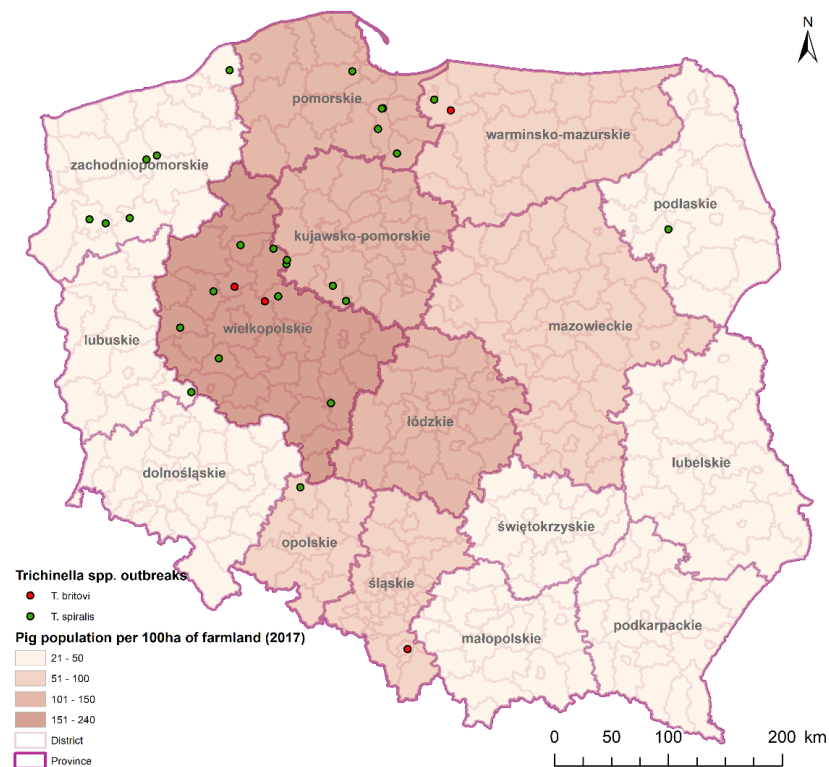 N
pomorskie
warminsko-mazurskie
zachodniopomorskie
podlaskie
kujawsko-pomorskie
mazowieckie
wielkopolskie
lubuskie
łódzkie
lubelskie
dolnośląskie
świętokrzyskie
opolskie
śląskie
podkarpackie
małopolskie
Trichinella spp. outbreaks
T. britovi
T. spiralis
Pig population per 100ha of farmland (2017)
21 - 50
51 - 100
101 - 150
151 - 240
District
Province
0 50 100 200 km